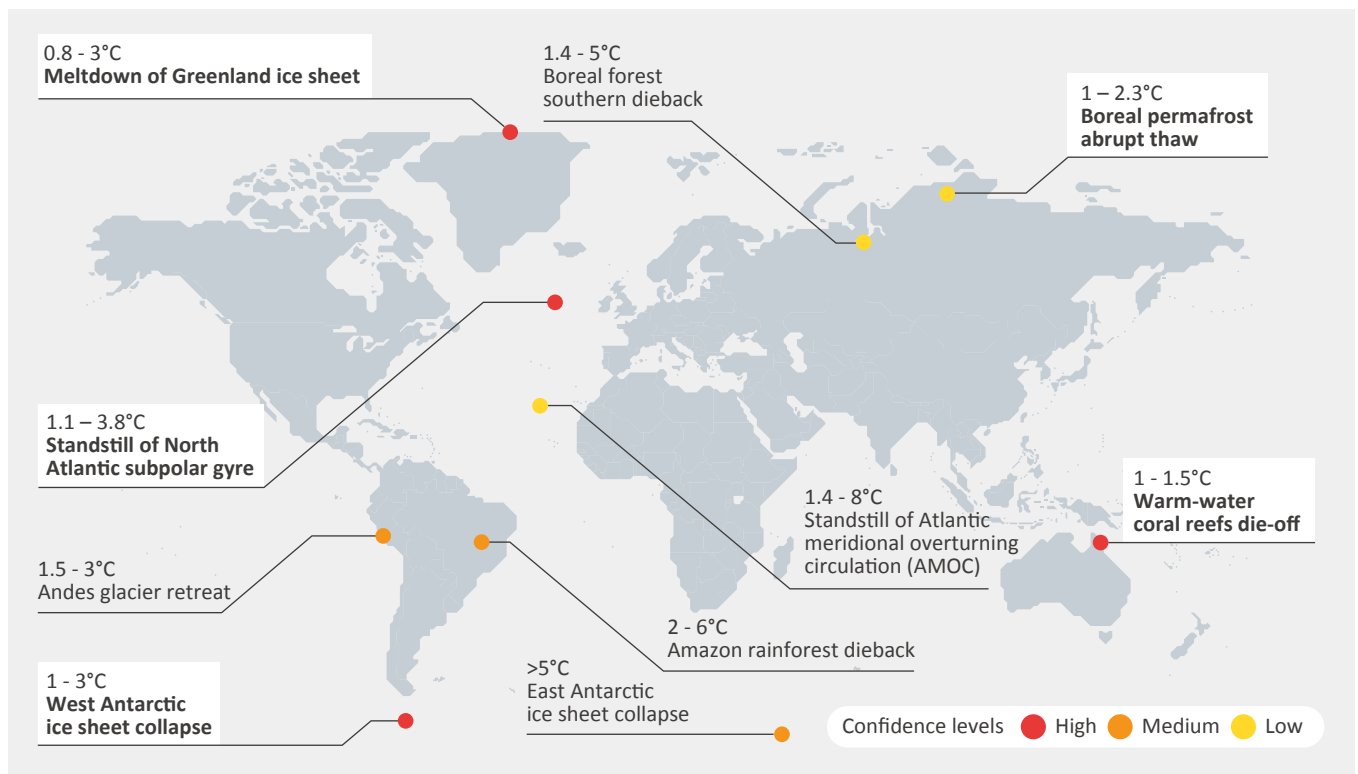 0.8 - 3°C
Meltdown of Greenland ice sheet
1.4 - 5°C
Boreal forest
southern dieback
1 – 2.3°C
Boreal permafrost
abrupt thaw
1.1 – 3.8°C
Standstill of North
Atlantic subpolar gyre
1.4 - 8°C
Standstill of Atlantic
meridional overturning
circulation (AMOC)
1 - 1.5°C
Warm-water
coral reefs die-off
1.5 - 3°C
Andes glacier retreat
2 - 6°C
Amazon rainforest dieback
1 - 3°C
West Antarctic
ice sheet collapse
>5°C
East Antarctic
ice sheet collapse
Confidence levels High Medium Low